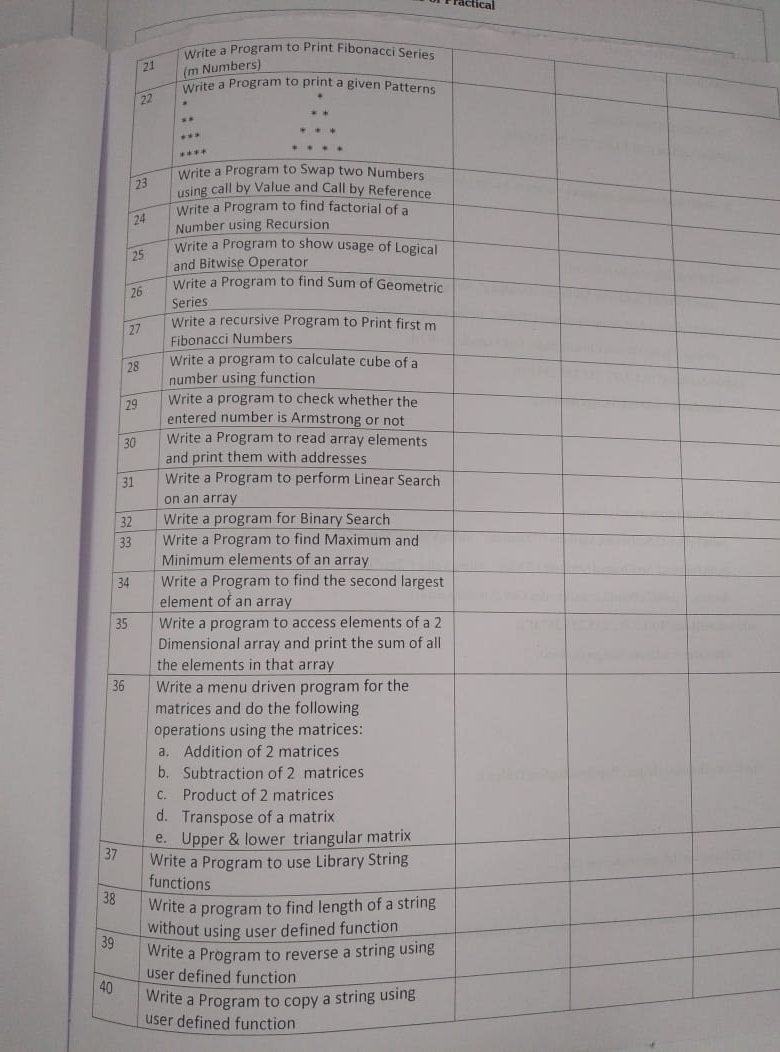 Practical
21 Write a Program to Print Fibonacci Series
(m Numbers)
22 Write a Program to print a given Patterns
* *
** * *
*** * * *
**** * * * *
23 Write a Program to Swap two Numbers
using call by Value and Call by Reference
24 Write a Program to find factorial of a
Number using Recursion
25 Write a Program to show usage of Logical
and Bitwise Operator
26 Write a Program to find Sum of Geometric
Series
27 Write a recursive Program to Print first m
Fibonacci Numbers
28 Write a program to calculate cube of a
number using function
29 Write a program to check whether the
entered number is Armstrong or not
30 Write a Program to read array elements
and print them with addresses
31 Write a Program to perform Linear Search
on an array
32 Write a program for Binary Search
33 Write a Program to find Maximum and
Minimum elements of an array
34 Write a Program to find the second largest
element of an array
35 Write a program to access elements of a 2
Dimensional array and print the sum of all
the elements in that array
36 Write a menu driven program for the
matrices and do the following
operations using the matrices:
a. Addition of 2 matrices
b. Subtraction of 2 matrices
c. Product of 2 matrices
d. Transpose of a matrix
e. Upper & lower triangular matrix
37 Write a Program to use Library String
functions
38 Write a program to find length of a string
without using user defined function
39 Write a Program to reverse a string using
user defined function
40 Write a Program to copy a string using
user defined function